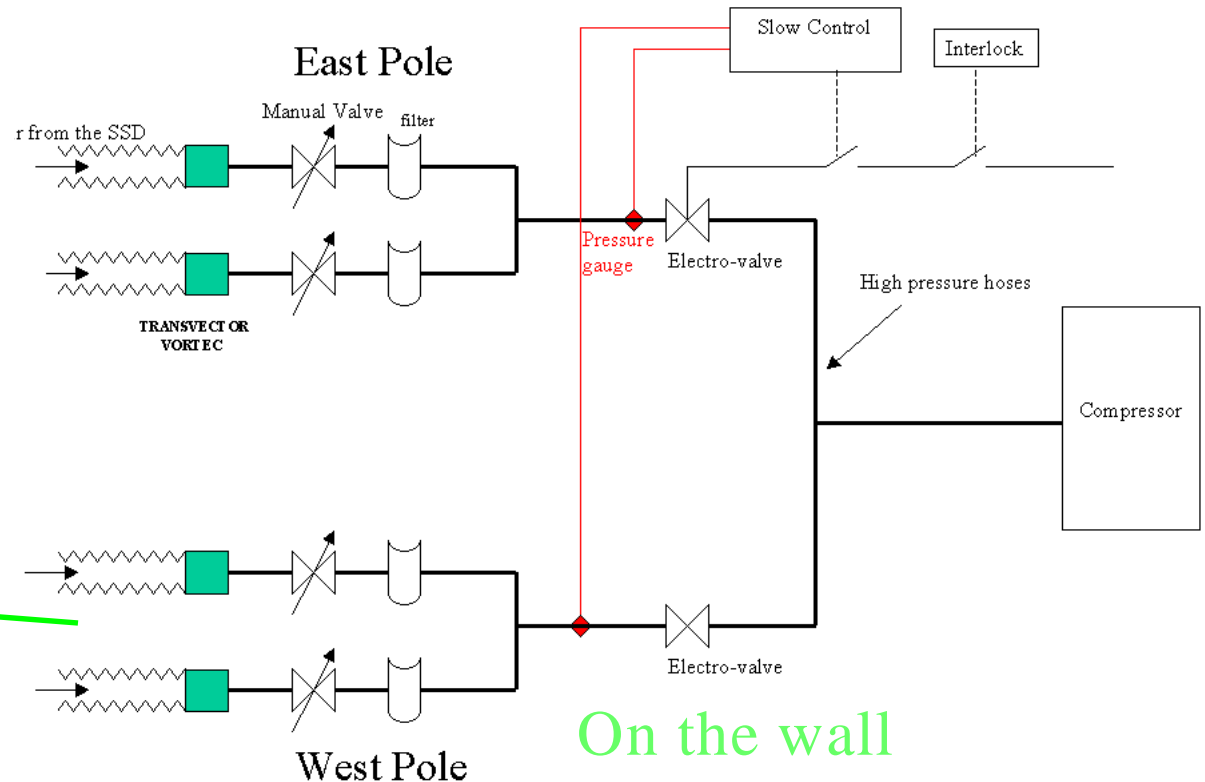 Slow Control
Interlock
East Pole
Manual Valve
filter
r from the SSD
Pressure
gauge
Electro-valve
High pressure hoses
TRANSVECTOR
VORTEC
Compressor
Electro-valve
On the wall
West Pole